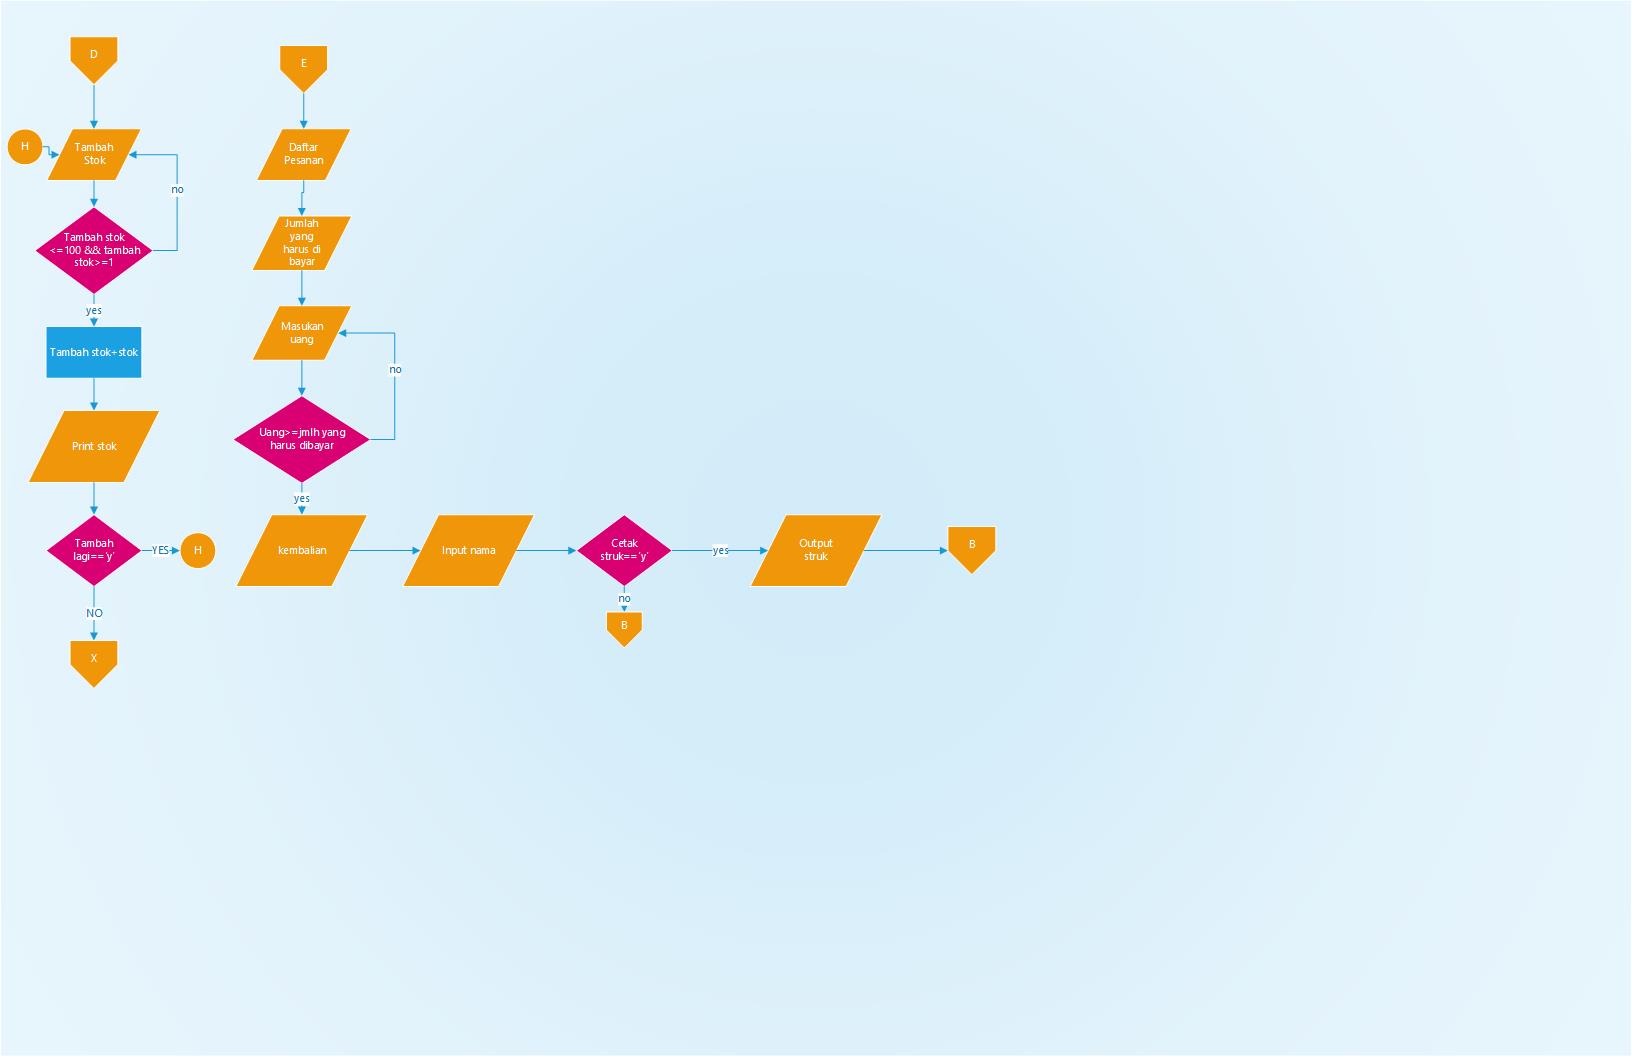 D
H
Tambah
Stok
no
Tambah stok
<=100 && tambah
stok>=1
yes
Tambah stok+stok
Print stok
Tambah
lagi=='y'
YES
H
NO
X
E
Daftar
Pesanan
Jumlah
yang
harus di
bayar
Masukan
uang
no
Uang>=jmlh yang
harus dibayar
yes
kembalian
Input nama
Cetak
struk=='y'
yes
Output
struk
B
no
B